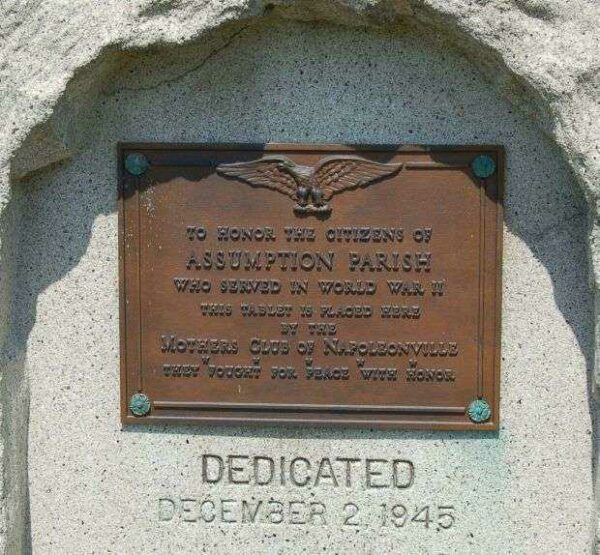 TO HONOR THE CITIZENS OF
ASSUMPTION PARISH
WHO SERVED IN WORLD WAR II
THIS TABLET IS PLACED HERE
BY THE
MOTHERS CLUB OF NAPOLEONVILLE
THEY FOUGHT FOR PEACE WITH HONOR
DEDICATED
DECEMBER 2, 1945